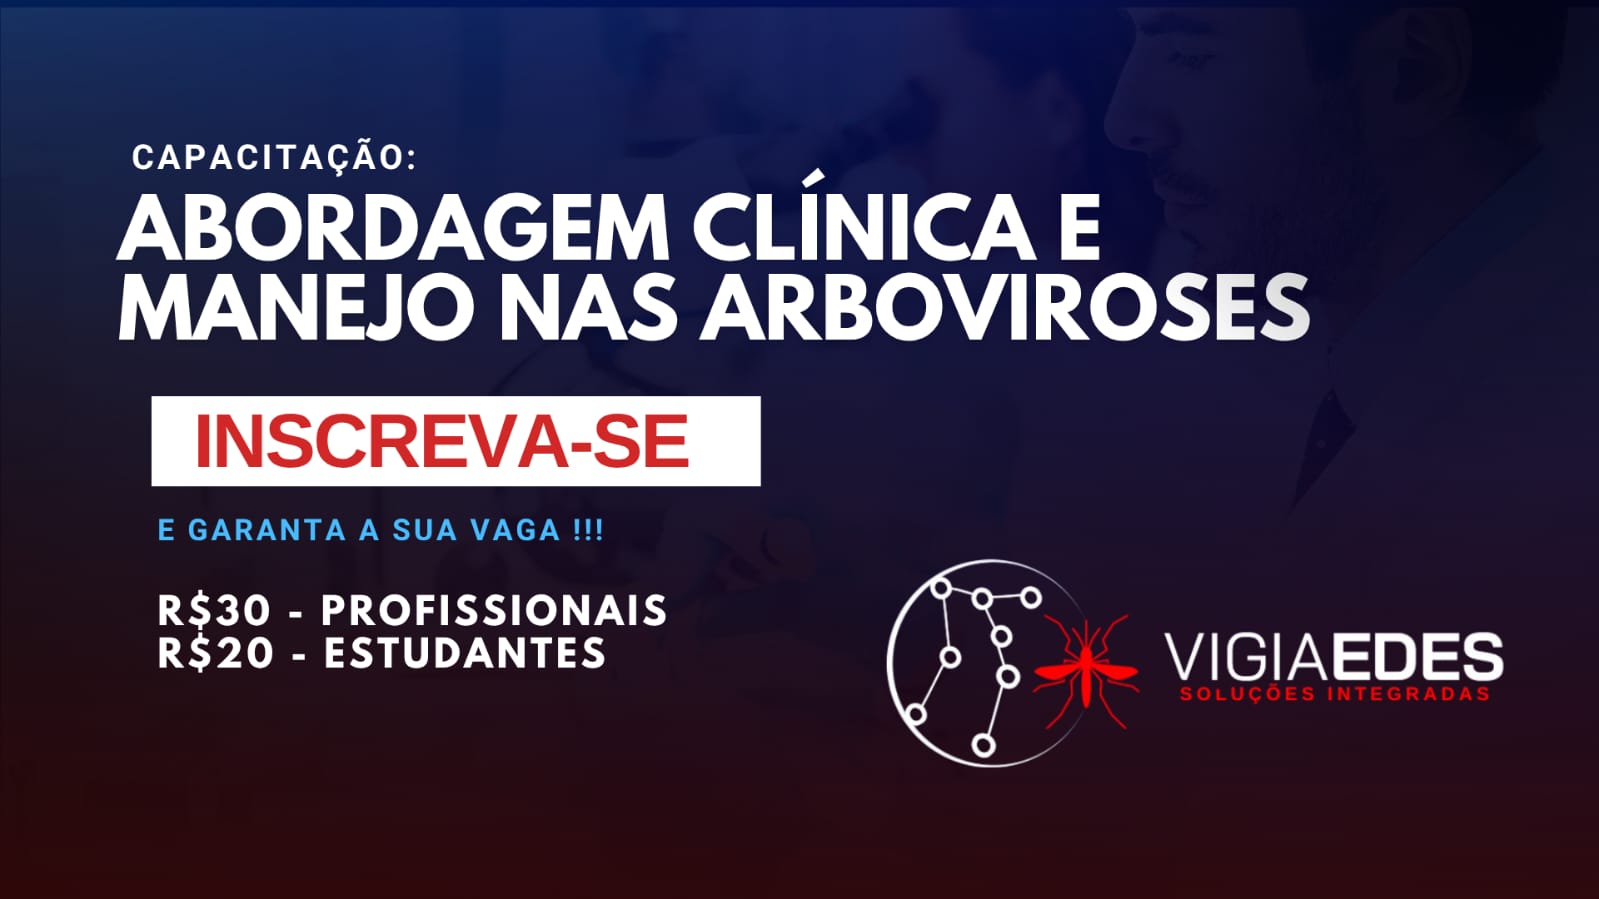 CAPACITAÇÃO:
ABORDAGEM CLÍNICA E
MANEJO NAS ARBOVIROSES
INSCREVA-SE
E GARANTA A SUA VAGA !!!
R$30 - PROFISSIONAIS
R$20 - ESTUDANTES
VIGIAEDES
SOLUÇÕES INTEGRADAS